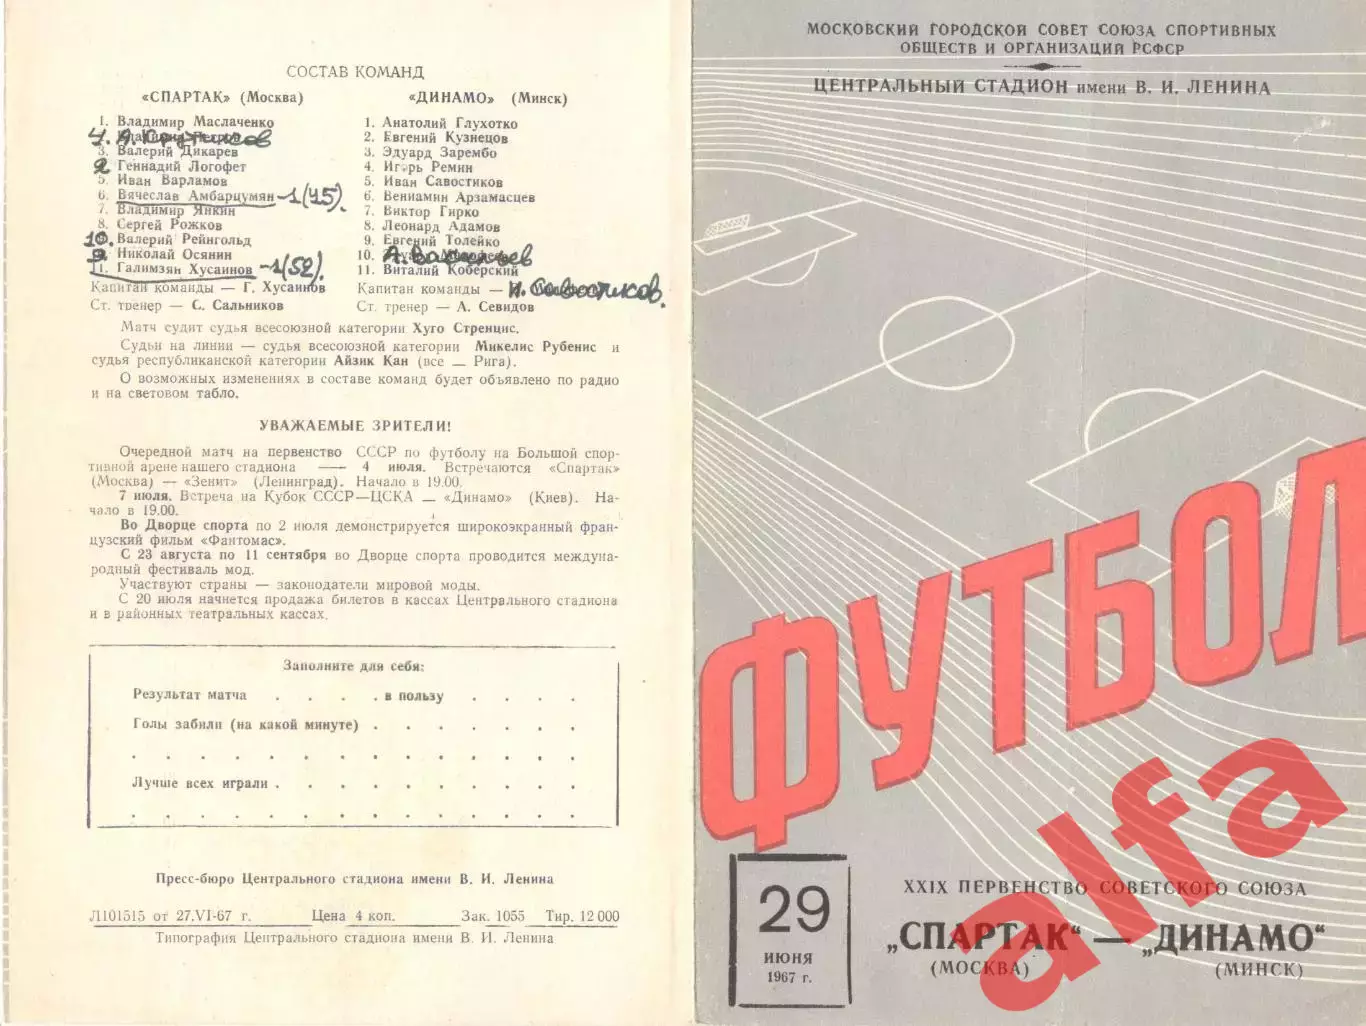 СОСТАВ КОМАНД
«СПАРТАК» (Москва)
1. Владимир Маслаченко
4. А. Крутиков
3. Валерий Дикарев
2 Геннадий Логофет
5. Иван Варламов
6. Вячеслав Амбарцумян -1(45).
7. Владимир Янкин
8. Сергей Рожков
10. Валерий Рейнгольд
9. Николай Осянин
11. Галимзян Хусаинов -1(52).
Капитан команды — Г. Хусаинов
Ст. тренер — С. Сальников
«ДИНАМО» (Минск)
1. Анатолий Глухотко
2. Евгений Кузнецов
3. Эдуард Зарембо
4. Игорь Ремин
5. Иван Савостиков
6. Вениамин Арзамасцев
7. Виктор Гирко
8. Леонард Адамов
9. Евгений Толейко
10. А. Васильев
11. Виталий Коберский
Капитан команды — И. Савостиков.
Ст. тренер — А. Севидов
Матч судит судья всесоюзной категории Хуго Стренцис.
Судьи на линии — судья всесоюзной категории Микелис Рубенис и
судья республиканской категории Айзик Кан (все — Рига).
О возможных изменениях в составе команд будет объявлено по радио
и на световом табло.
УВАЖАЕМЫЕ ЗРИТЕЛИ!
Очередной матч на первенство СССР по футболу на Большой спор-
тивной арене нашего стадиона —— 4 июля. Встречаются «Спартак»
(Москва) — «Зенит» (Ленинград). Начало в 19.00.
7 июля. Встреча на Кубок СССР—ЦСКА — «Динамо» (Киев). На-
чало в 19.00.
Во Дворце спорта по 2 июля демонстрируется широкоэкранный фран-
цузский фильм «Фантомас».
С 23 августа по 11 сентября во Дворце спорта проводится междуна-
родный фестиваль мод.
Участвуют страны — законодатели мировой моды.
С 20 июля начнется продажа билетов в кассах Центрального стадиона
и в районных театральных кассах.
Заполните для себя:
Результат матча . . . . в пользу . . . .
Голы забили (на какой минуте) . . . . . . .
Лучше всех играли . . . . . . . . . .
Пресс-бюро Центрального стадиона имени В. И. Ленина
Л101515 от 27.VI-67 г. Цена 4 коп. Зак. 1055 Тир. 12 000
Типография Центрального стадиона имени В. И. Ленина
МОСКОВСКИЙ ГОРОДСКОЙ СОВЕТ СОЮЗА СПОРТИВНЫХ
ОБЩЕСТВ И ОРГАНИЗАЦИЙ РСФСР
ЦЕНТРАЛЬНЫЙ СТАДИОН имени В. И. ЛЕНИНА
ФУТБОЛ
29
ИЮНЯ
1967 г.
XXIX ПЕРВЕНСТВО СОВЕТСКОГО СОЮЗА
„СПАРТАК“ — „ДИНАМО“
(МОСКВА) (МИНСК)
alfa